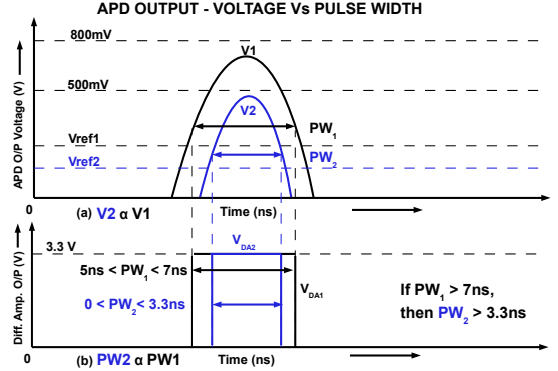 APD OUTPUT - VOLTAGE Vs PULSE WIDTH
APD O/P Voltage (V)
800mV
V1
500mV
V2
PW1
Vref1
PW2
Vref2
0
(a) V2 α V1
Time (ns)
Diff. Amp. O/P (V)
3.3 V
VDA2
5ns < PW1 < 7ns
VDA1
0 < PW2 < 3.3ns
If PW1 > 7ns,
then PW2 > 3.3ns
0
(b) PW2 α PW1
Time (ns)